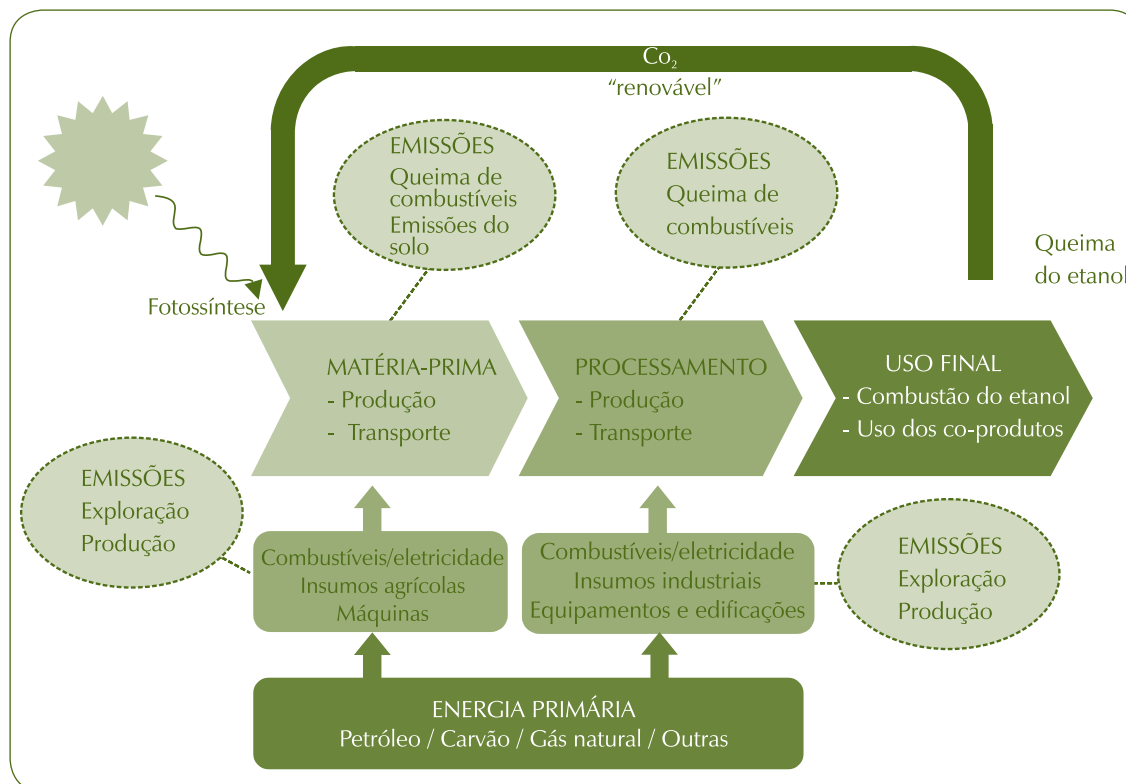 Co₂
“renovável”
EMISSÕES
Queima de
combustíveis
Emissões do
solo
EMISSÕES
Queima de
combustíveis
Queima
do etanol
Fotossíntese
MATÉRIA-PRIMA
- Produção
- Transporte
PROCESSAMENTO
- Produção
- Transporte
USO FINAL
- Combustão do etanol
- Uso dos co-produtos
EMISSÕES
Exploração
Produção
Combustíveis/eletricidade
Insumos agrícolas
Máquinas
Combustíveis/eletricidade
Insumos industriais
Equipamentos e edificações
EMISSÕES
Exploração
Produção
ENERGIA PRIMÁRIA
Petróleo / Carvão / Gás natural / Outras